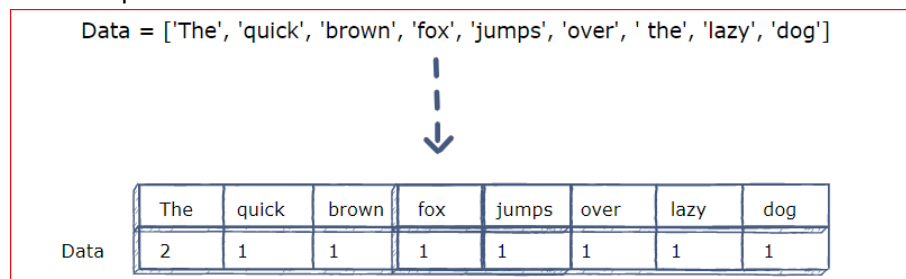 Data = ['The', 'quick', 'brown', 'fox', 'jumps', 'over', ' the', 'lazy', 'dog']
The quick brown fox jumps over lazy dog
Data 2 1 1 1 1 1 1 1